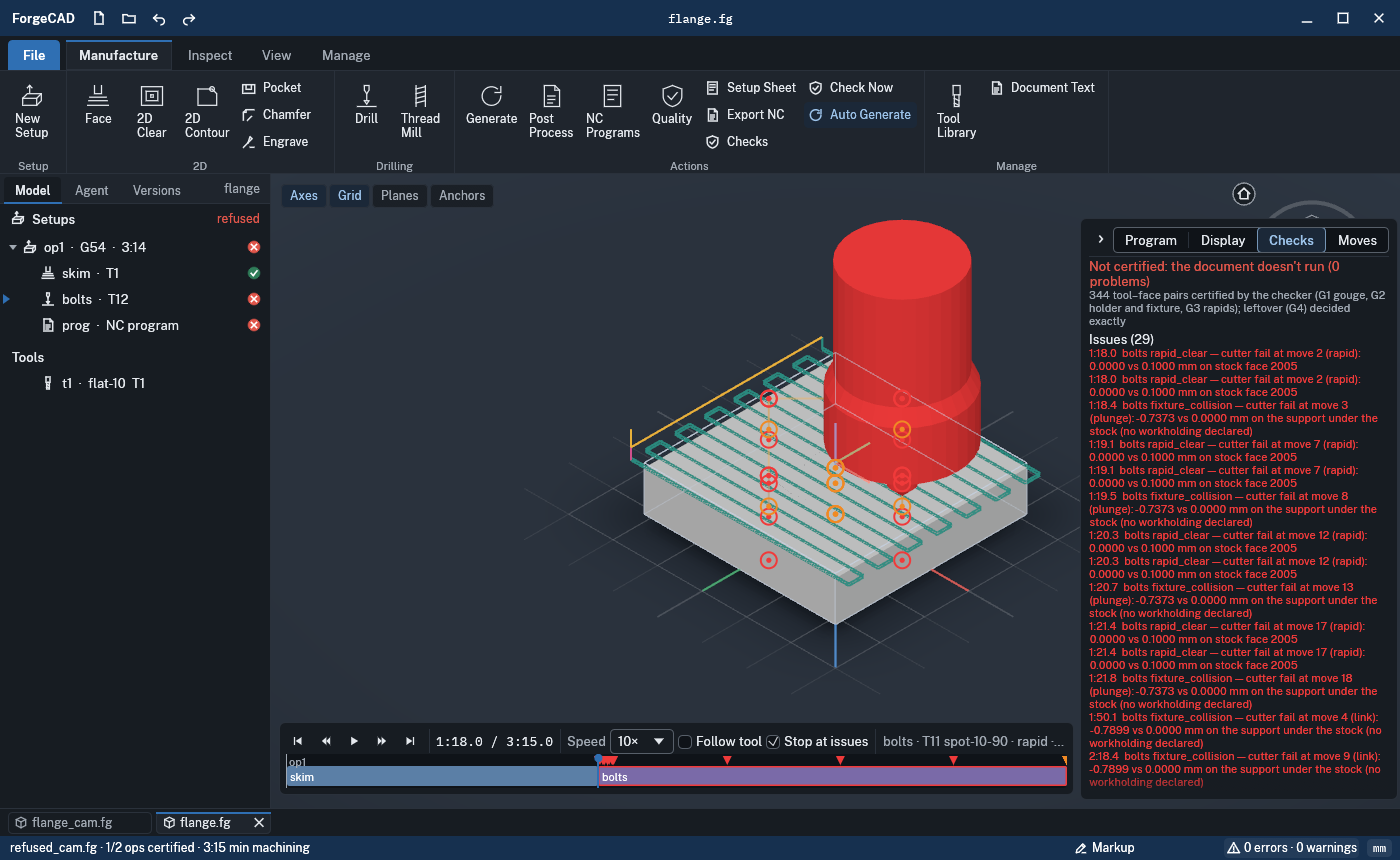 ForgeCAD
flange.fg
File
Manufacture
Inspect
View
Manage
New Setup
Face
2D Clear
2D Contour
Pocket
Chamfer
Engrave
Drill
Thread Mill
Generate
Post Process
NC Programs
Quality
Setup Sheet
Export NC
Checks
Check Now
Auto Generate
Tool Library
Document Text
Setup
2D
Drilling
Actions
Manage
Model
Agent
Versions
flange
Setups
refused
op1 · G54 · 3:14
skim · T1
bolts · T12
prog · NC program
Tools
t1 · flat-10 T1
Axes
Grid
Planes
Anchors
Program
Display
Checks
Moves
Not certified: the document doesn't run (0
problems)
344 tool–face pairs certified by the checker (G1 gouge, G2
holder and fixture, G3 rapids); leftover (G4) decided
exactly
Issues (29)
1:18.0 bolts rapid_clear — cutter fail at move 2 (rapid):
0.0000 vs 0.1000 mm on stock face 2005
1:18.0 bolts rapid_clear — cutter fail at move 2 (rapid):
0.0000 vs 0.1000 mm on stock face 2005
1:18.4 bolts fixture_collision — cutter fail at move 3
(plunge): -0.7373 vs 0.0000 mm on the support under the
stock (no workholding declared)
1:19.1 bolts rapid_clear — cutter fail at move 7 (rapid):
0.0000 vs 0.1000 mm on stock face 2005
1:19.1 bolts rapid_clear — cutter fail at move 7 (rapid):
0.0000 vs 0.1000 mm on stock face 2005
1:19.5 bolts fixture_collision — cutter fail at move 8
(plunge): -0.7373 vs 0.0000 mm on the support under the
stock (no workholding declared)
1:20.3 bolts rapid_clear — cutter fail at move 12 (rapid):
0.0000 vs 0.1000 mm on stock face 2005
1:20.3 bolts rapid_clear — cutter fail at move 12 (rapid):
0.0000 vs 0.1000 mm on stock face 2005
1:20.7 bolts fixture_collision — cutter fail at move 13
(plunge): -0.7373 vs 0.0000 mm on the support under the
stock (no workholding declared)
1:21.4 bolts rapid_clear — cutter fail at move 17 (rapid):
0.0000 vs 0.1000 mm on stock face 2005
1:21.4 bolts rapid_clear — cutter fail at move 17 (rapid):
0.0000 vs 0.1000 mm on stock face 2005
1:21.8 bolts fixture_collision — cutter fail at move 18
(plunge): -0.7373 vs 0.0000 mm on the support under the
stock (no workholding declared)
1:50.1 bolts fixture_collision — cutter fail at move 4 (link):
-0.7899 vs 0.0000 mm on the support under the stock (no
workholding declared)
2:18.4 bolts fixture_collision — cutter fail at move 9 (link):
-0.7899 vs 0.0000 mm on the support under the stock (no
workholding declared)
1:18.0 / 3:15.0
Speed
10×
Follow tool
Stop at issues
bolts · T11 spot-10-90 · rapid ·...
op1
skim
bolts
flange_cam.fg
flange.fg
refused_cam.fg · 1/2 ops certified · 3:15 min machining
Markup
0 errors · 0 warnings
mm